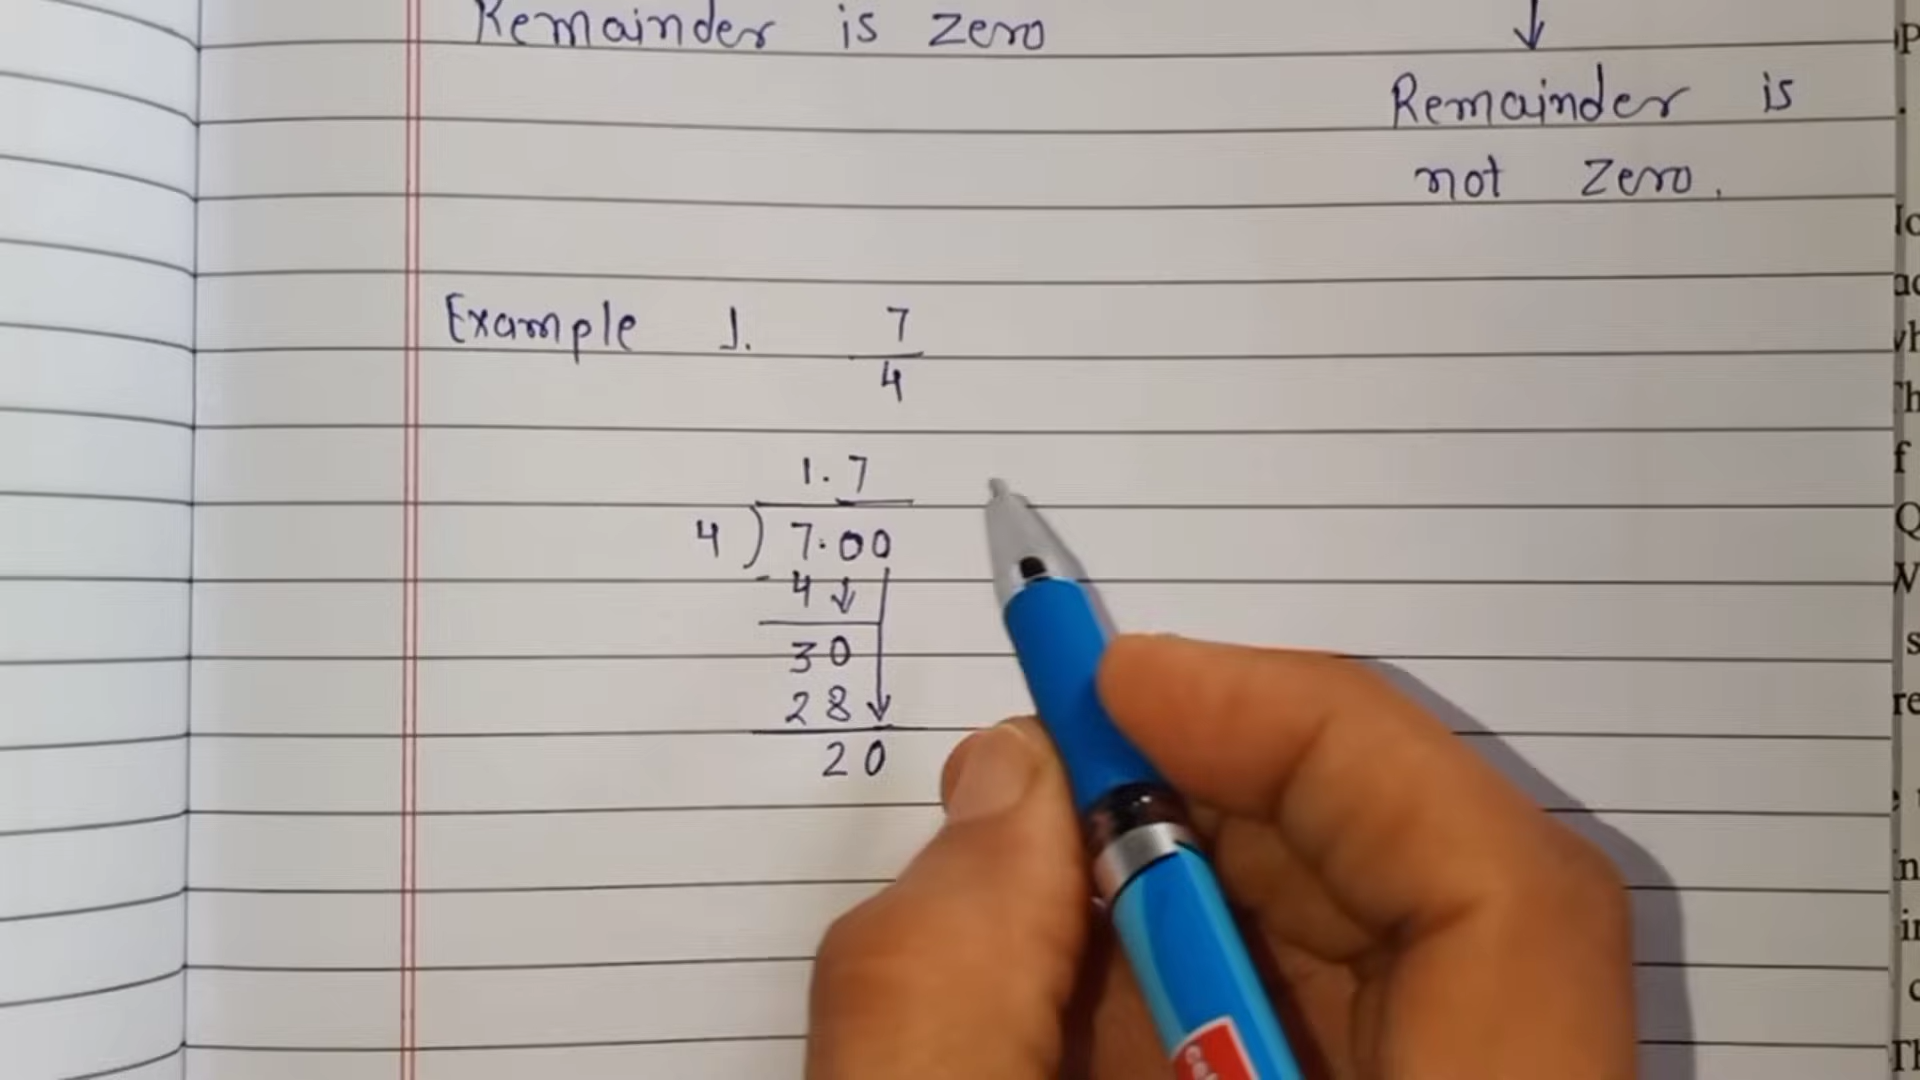 Remainder is zero
↓
Remainder is
not zero.
Example 1. 7
4
1.7
4 ) 7.00
- 4 ↓
30
28 ↓
20